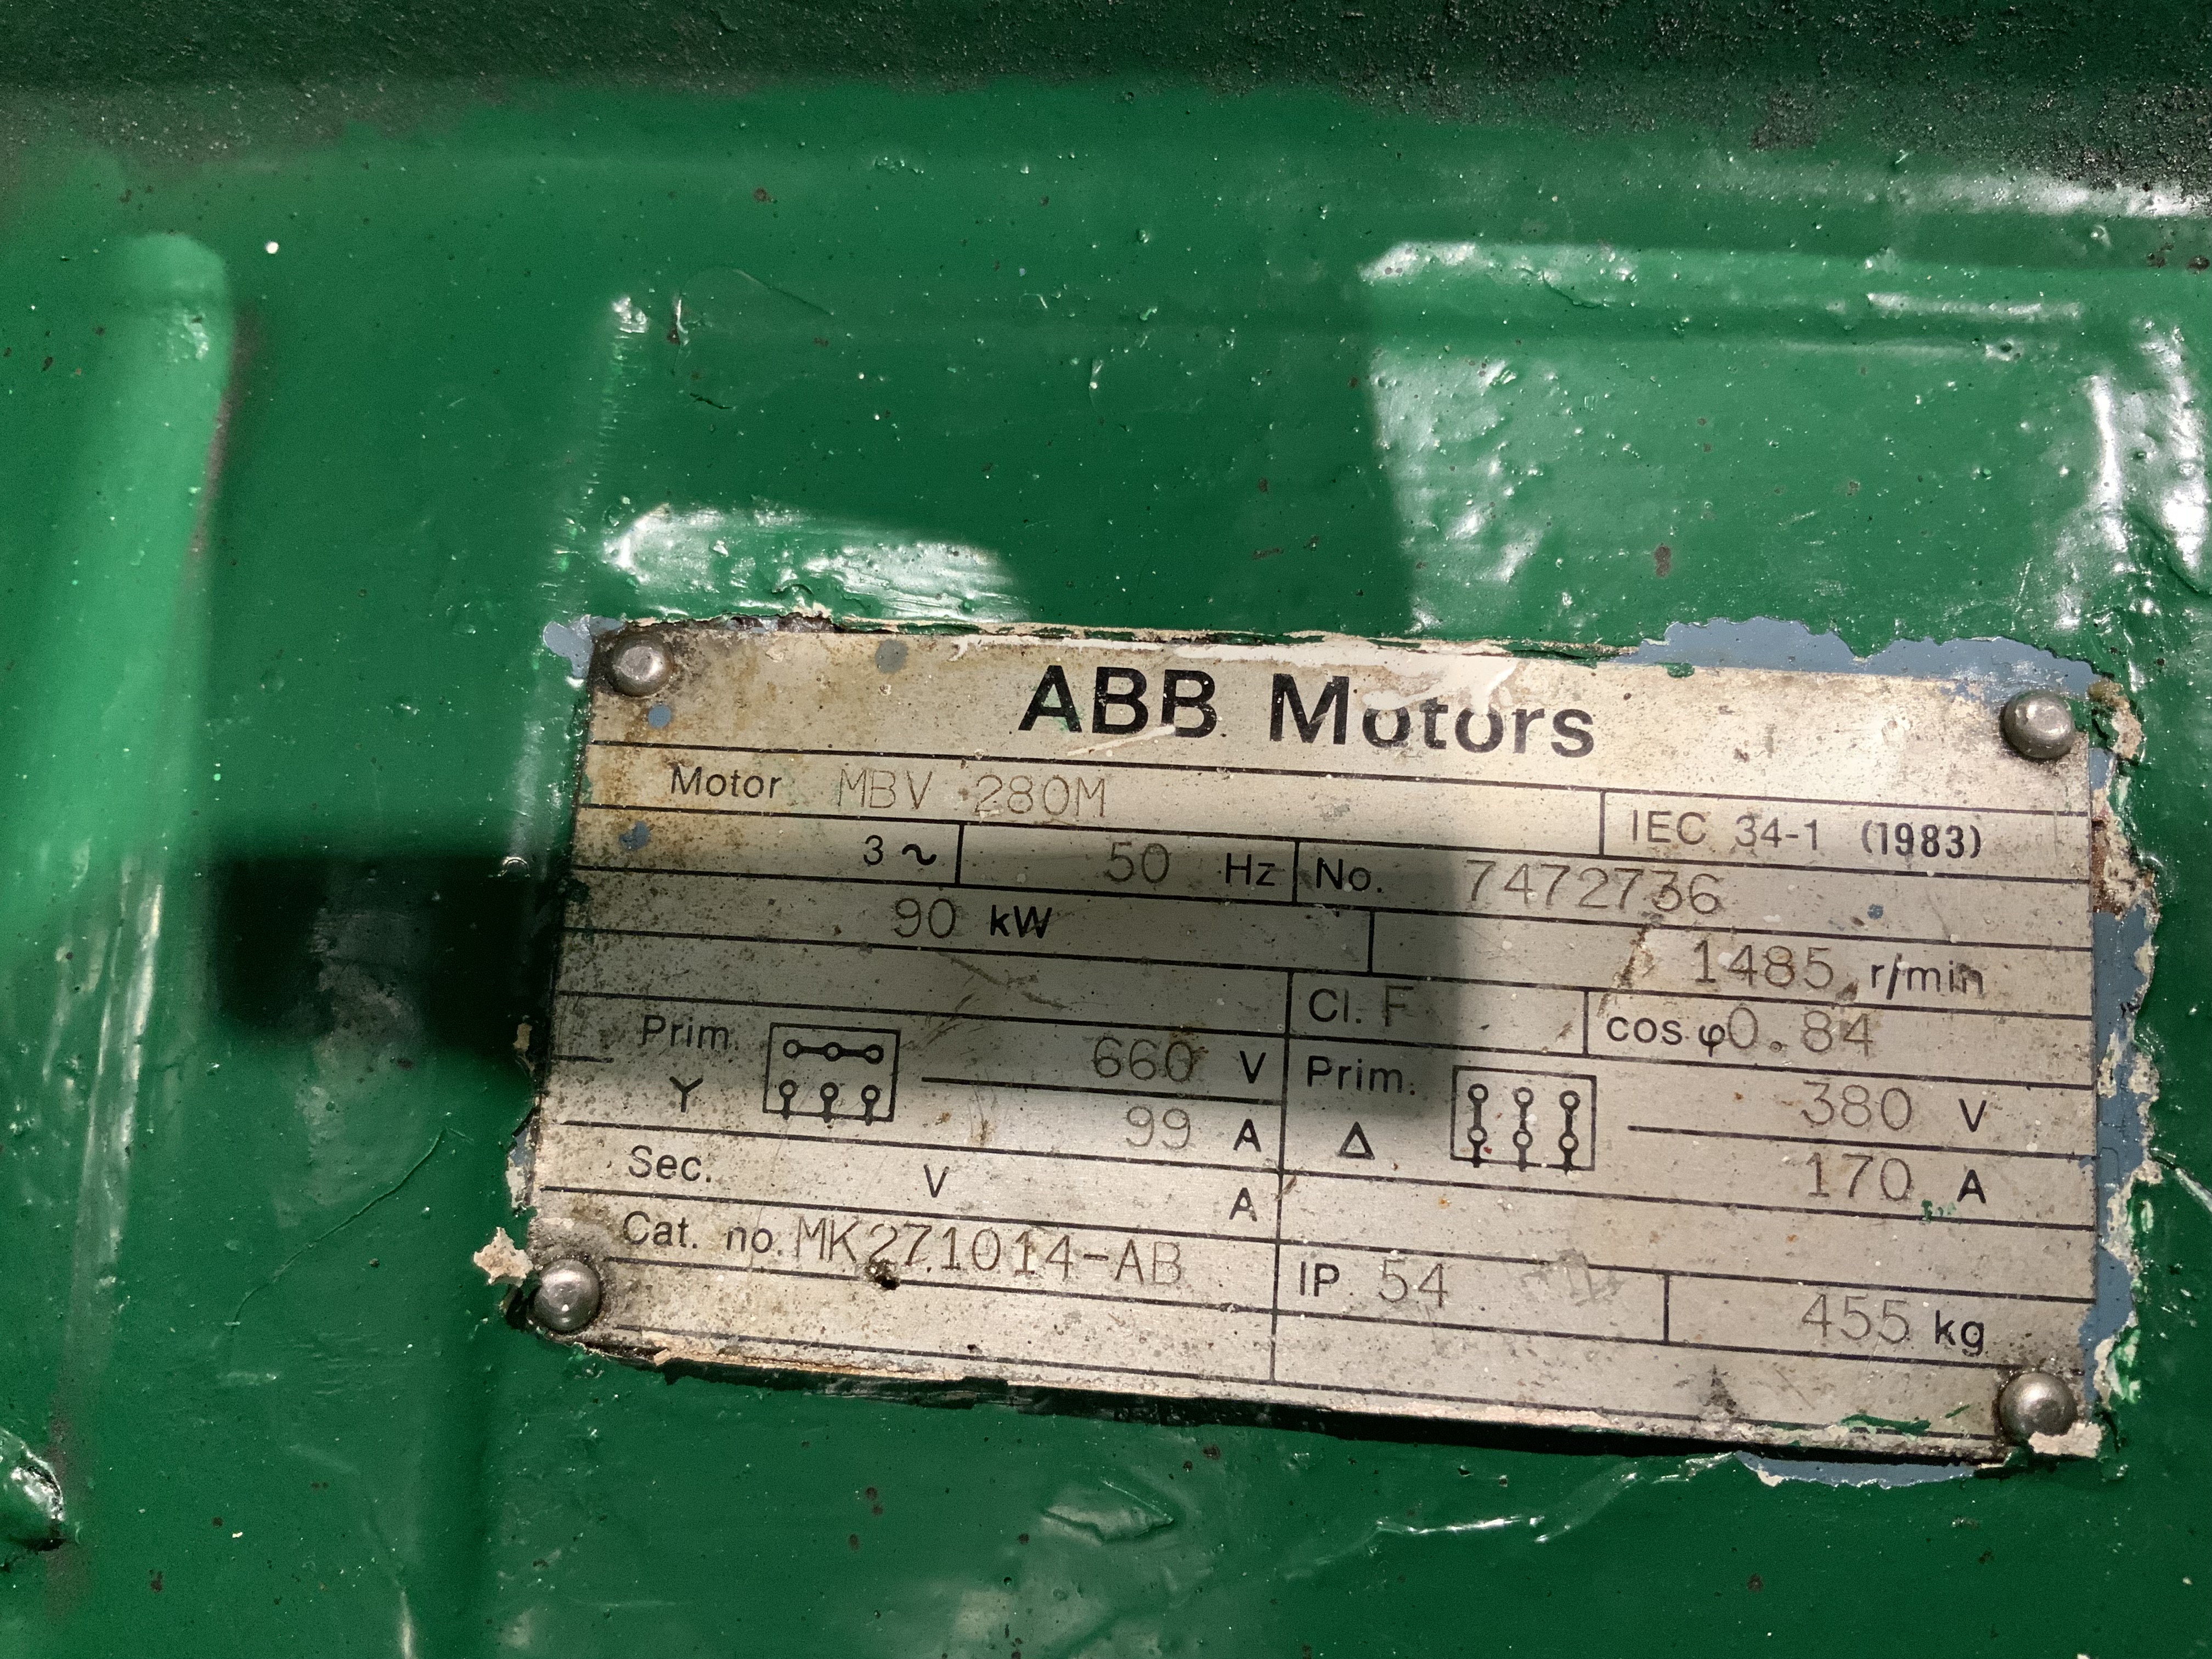 ABB Motors
Motor MBV 280M
IEC 34-1 (1983)
3 ~ 50 Hz No. 7472736
90 kW 1485 r/min
Cl. F cos φ 0.84
Prim. Y 660 V 99 A
Prim. Δ 380 V 170 A
Sec. V A
Cat. no. MK271014-AB
IP 54 455 kg